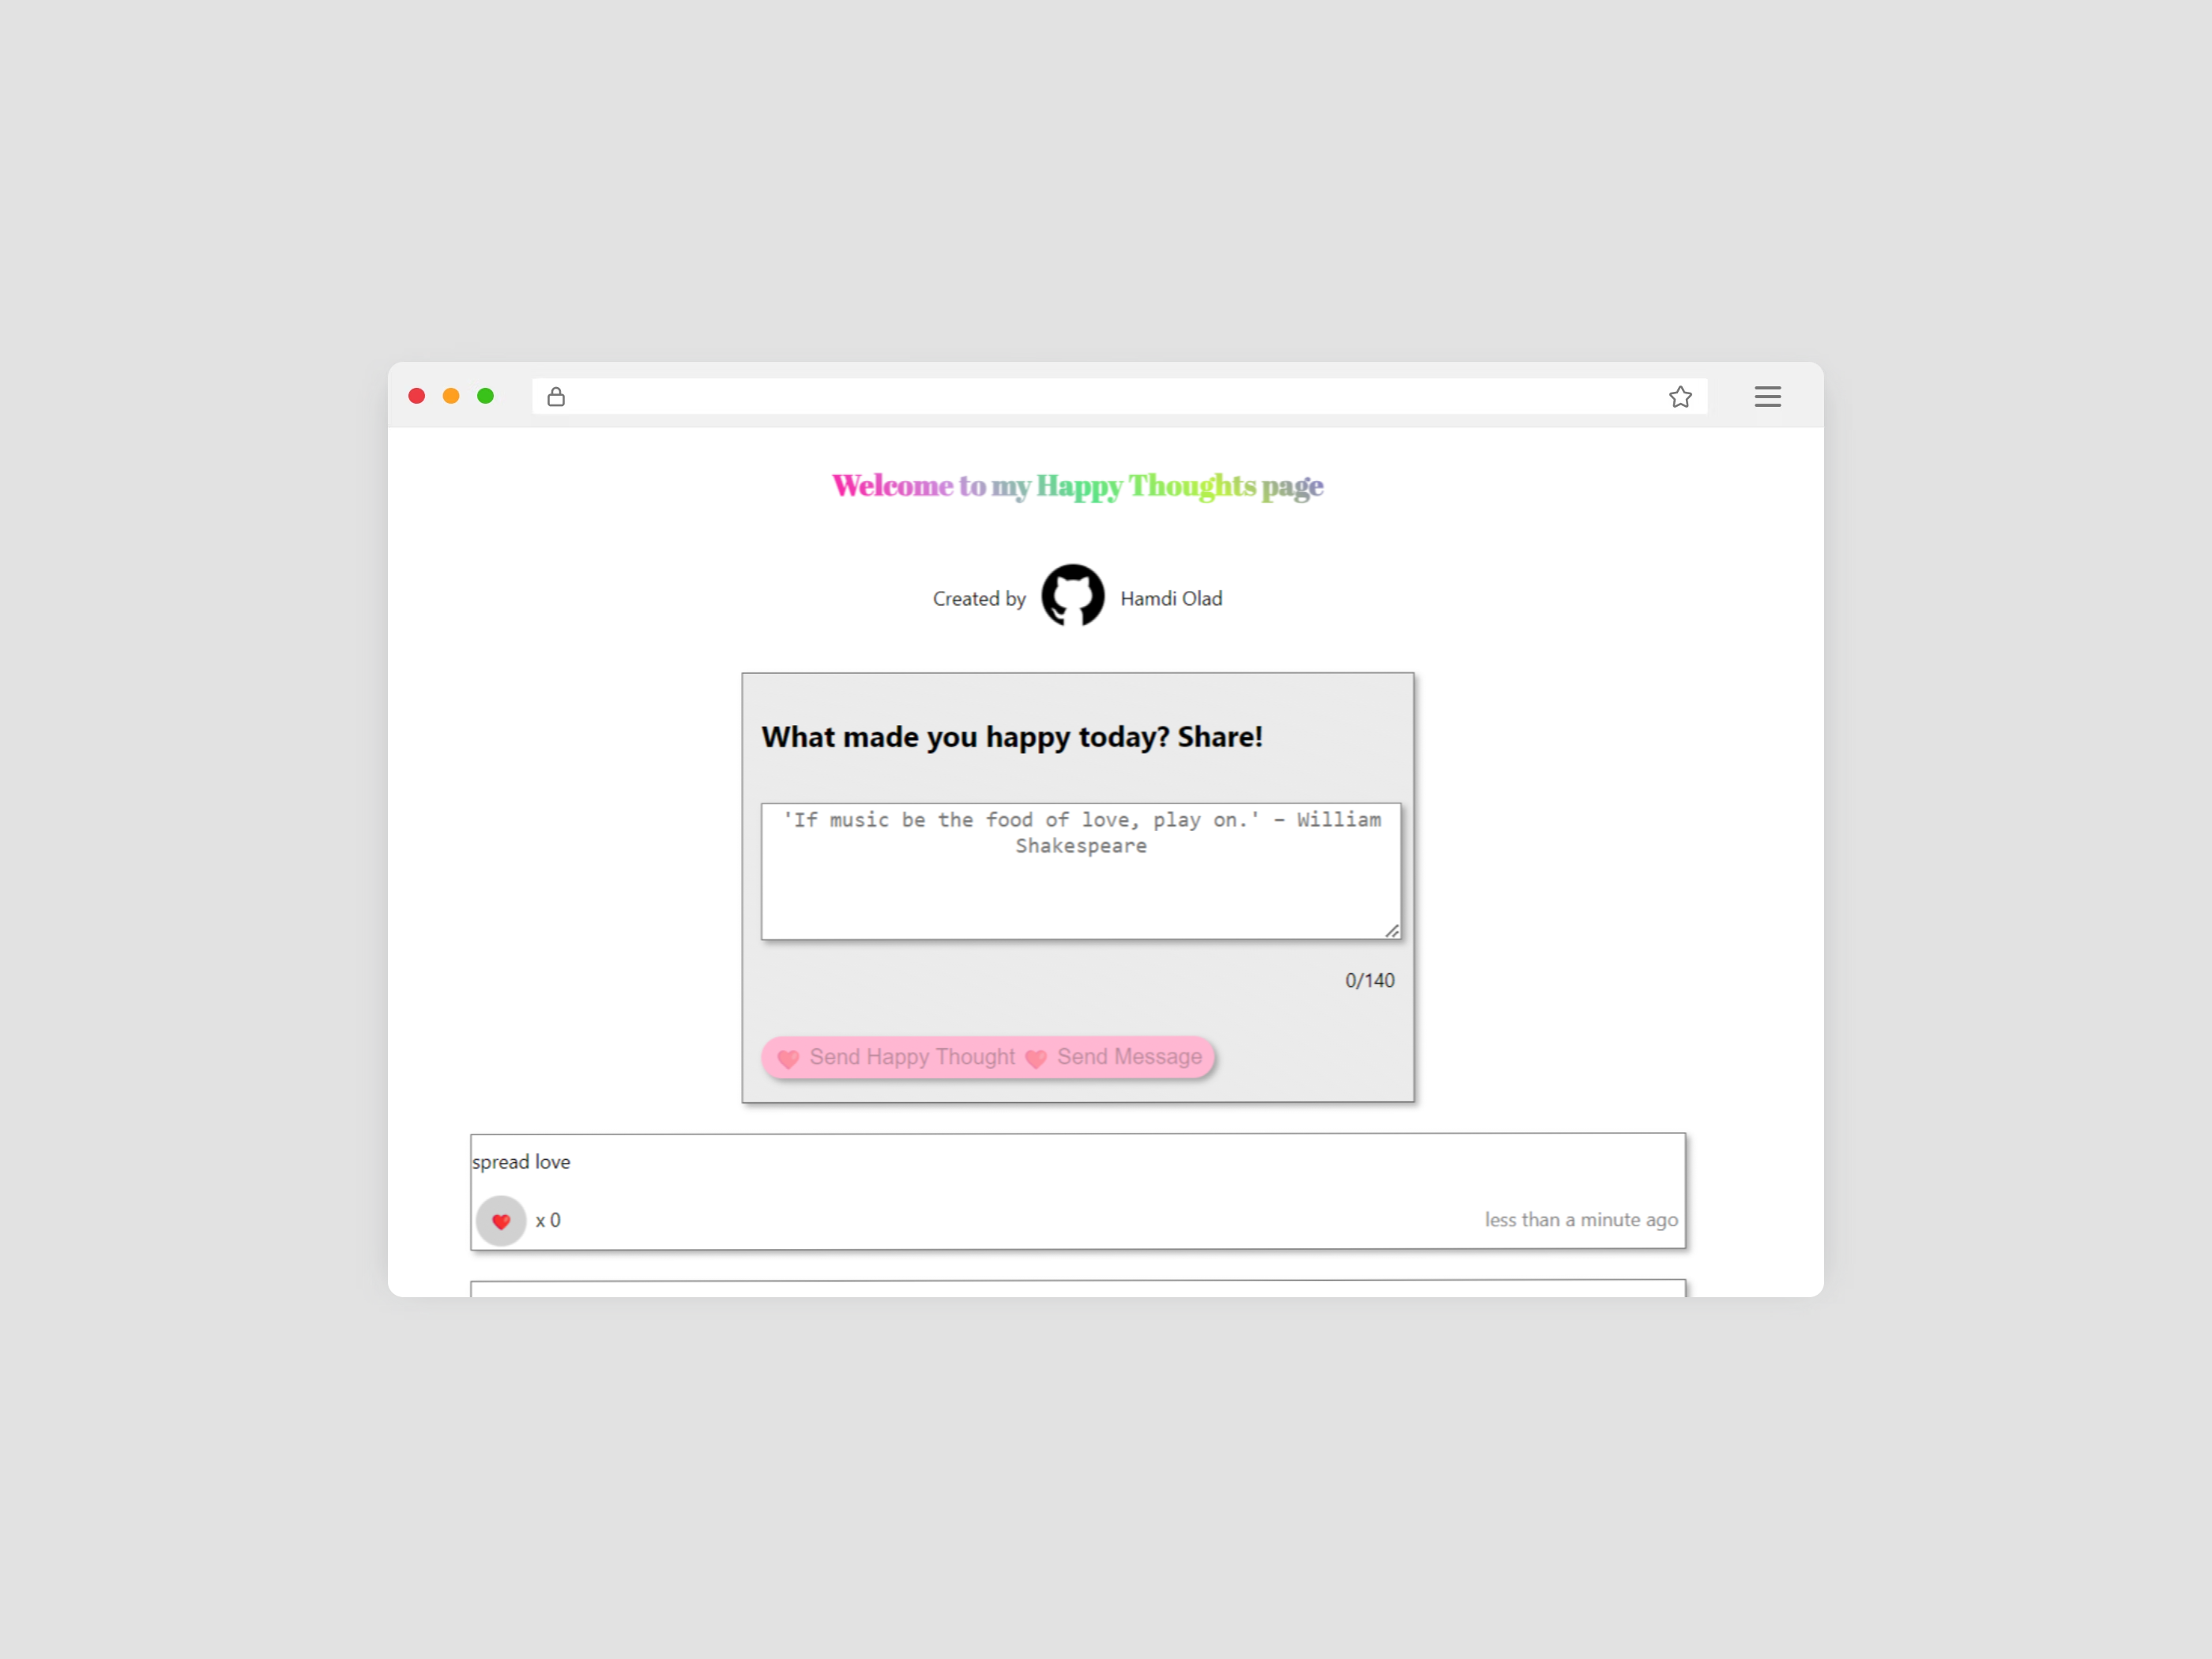 Welcome to my Happy Thoughts page
Created by Hamdi Olad
What made you happy today? Share!
'If music be the food of love, play on.' – William
Shakespeare
0/140
Send Happy Thought Send Message
spread love
x 0 less than a minute ago